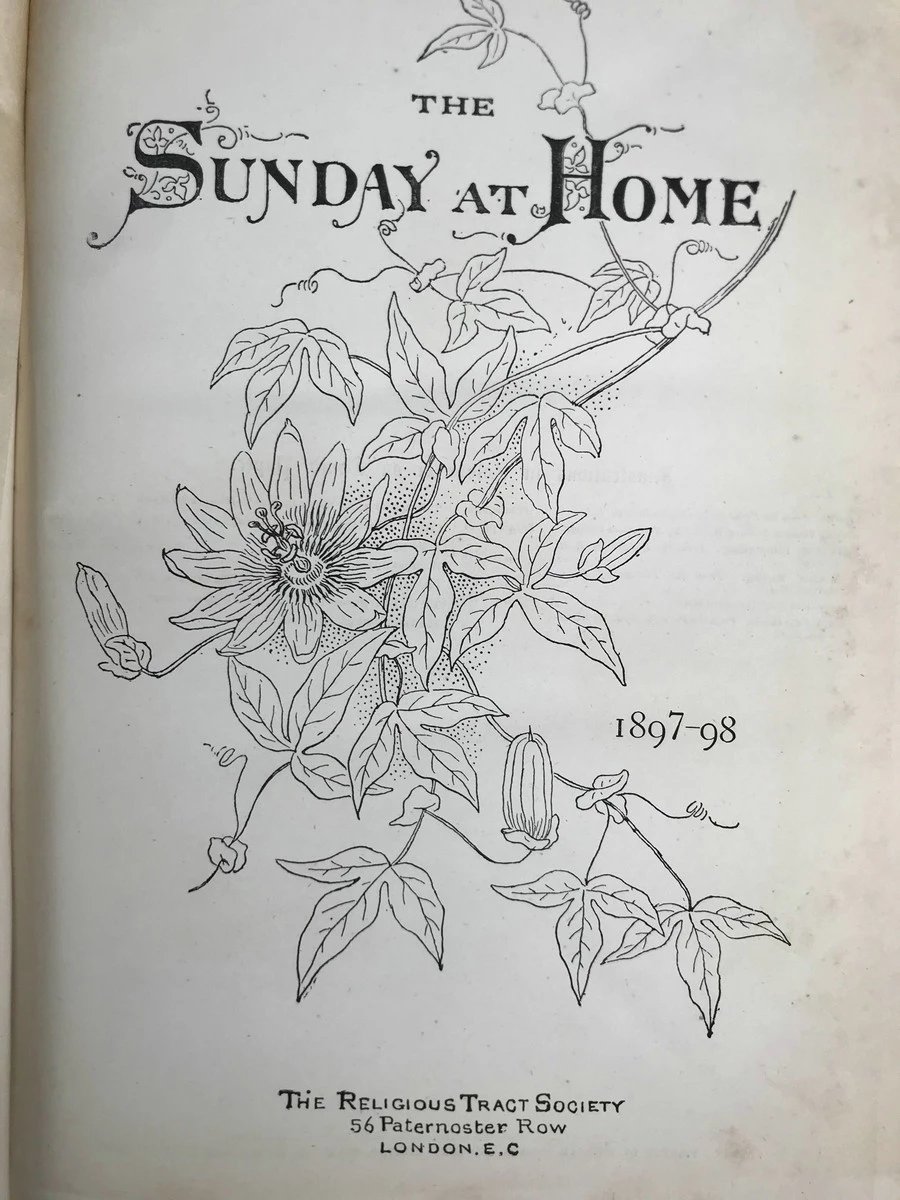 THE
SUNDAY AT HOME
1897-98
THE RELIGIOUS TRACT SOCIETY
56 Paternoster Row
LONDON. E. C